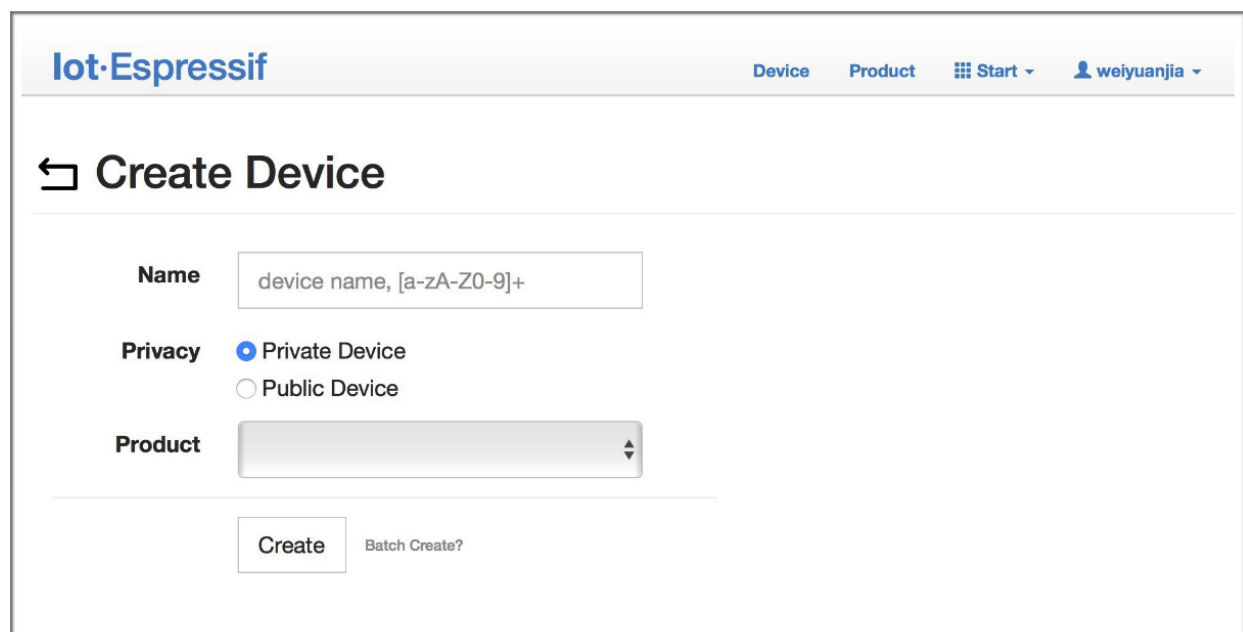 Iot·Espressif
Device Product Start weiyuanjia
Create Device
Name device name, [a-zA-Z0-9]+
Privacy Private Device
Public Device
Product
Create Batch Create?